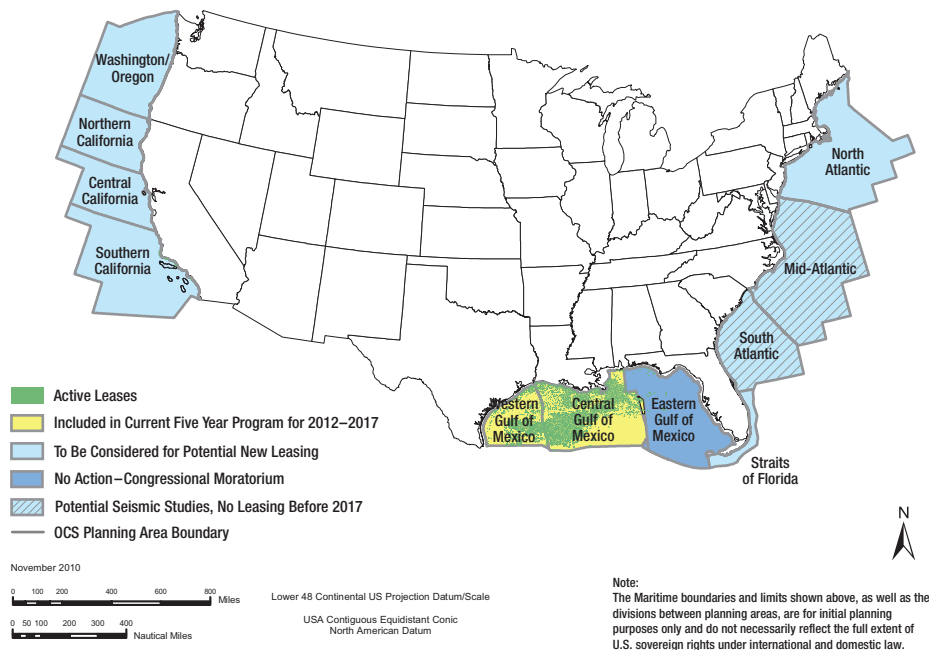 Washington/
Oregon
Northern
California
Central
California
Southern
California
North
Atlantic
Mid-Atlantic
South
Atlantic
Western
Gulf of
Mexico
Central
Gulf of
Mexico
Eastern
Gulf of
Mexico
Straits
of Florida
Active Leases
Included in Current Five Year Program for 2012–2017
To Be Considered for Potential New Leasing
No Action–Congressional Moratorium
Potential Seismic Studies, No Leasing Before 2017
OCS Planning Area Boundary
N
November 2010
0 100 200 400 600 800 Miles
0 50 100 200 300 400 Nautical Miles
Lower 48 Continental US Projection Datum/Scale
USA Contiguous Equidistant Conic
North American Datum
Note:
The Maritime boundaries and limits shown above, as well as the
divisions between planning areas, are for initial planning
purposes only and do not necessarily reflect the full extent of
U.S. sovereign rights under international and domestic law.